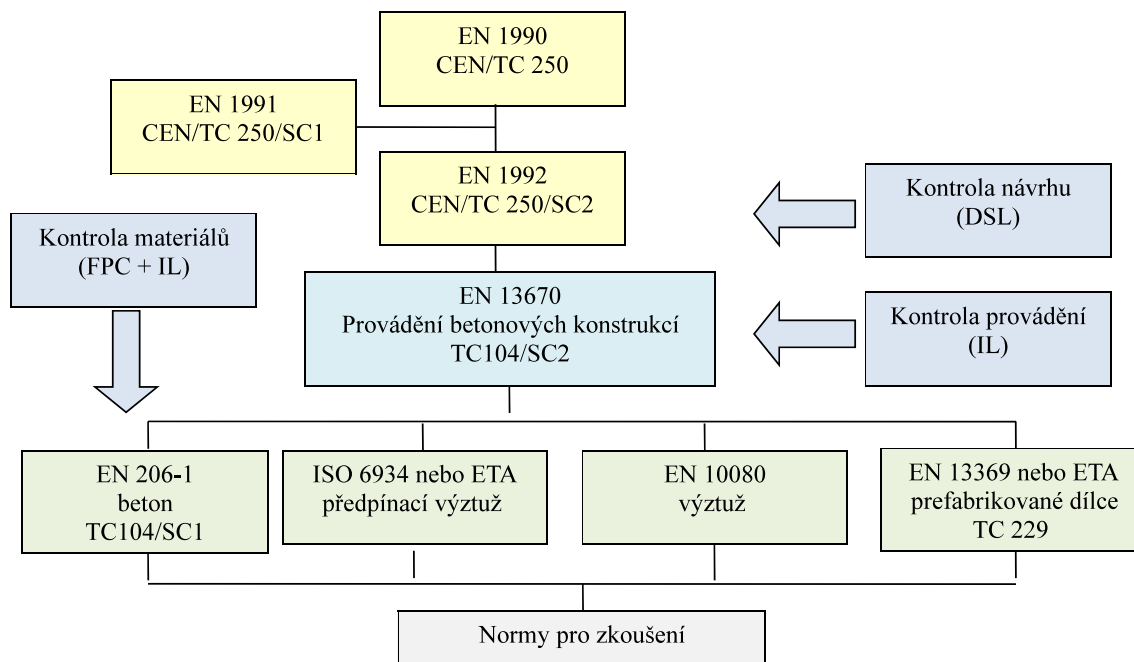 EN 1990
CEN/TC 250
EN 1991
CEN/TC 250/SC1
EN 1992
CEN/TC 250/SC2
Kontrola návrhu
(DSL)
Kontrola materiálů
(FPC + IL)
EN 13670
Provádění betonových konstrukcí
TC104/SC2
Kontrola provádění
(IL)
EN 206-1
beton
TC104/SC1
ISO 6934 nebo ETA
předpínací výztuž
EN 10080
výztuž
EN 13369 nebo ETA
prefabrikované dílce
TC 229
Normy pro zkoušení